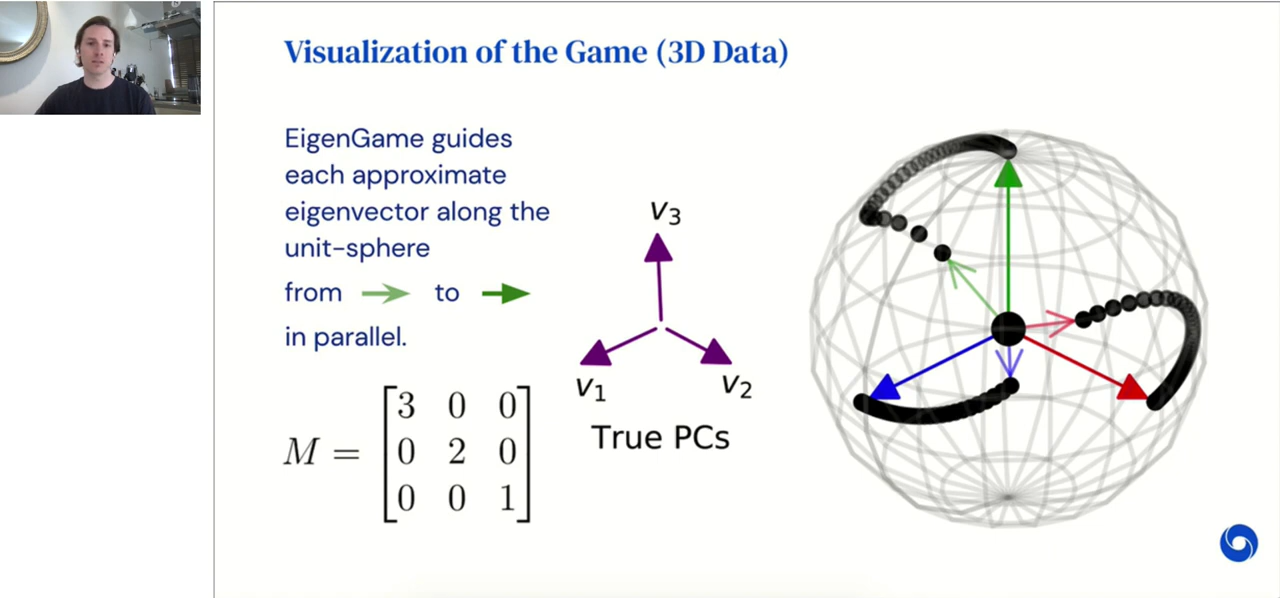 Visualization of the Game (3D Data)
EigenGame guides
each approximate
eigenvector along the
unit-sphere
from → to →
in parallel.
M = [3 0 0
0 2 0
0 0 1]
v₃
v₁
v₂
True PCs